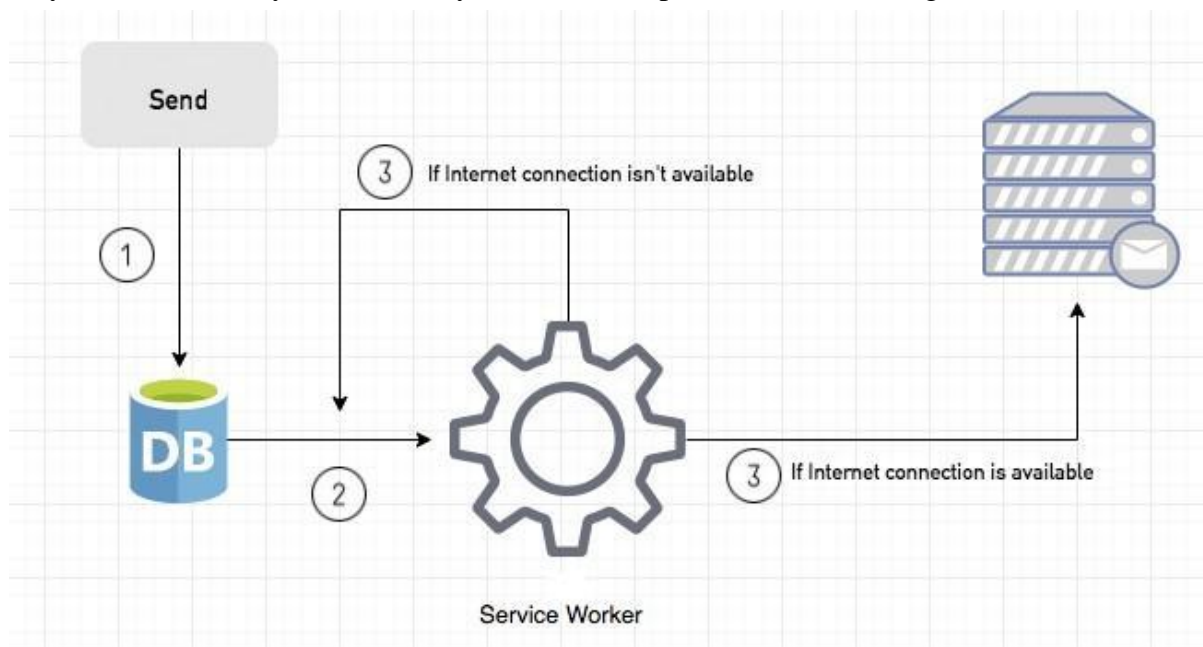 Send
3
If Internet connection isn't available
1
DB
2
3
If Internet connection is available
Service Worker